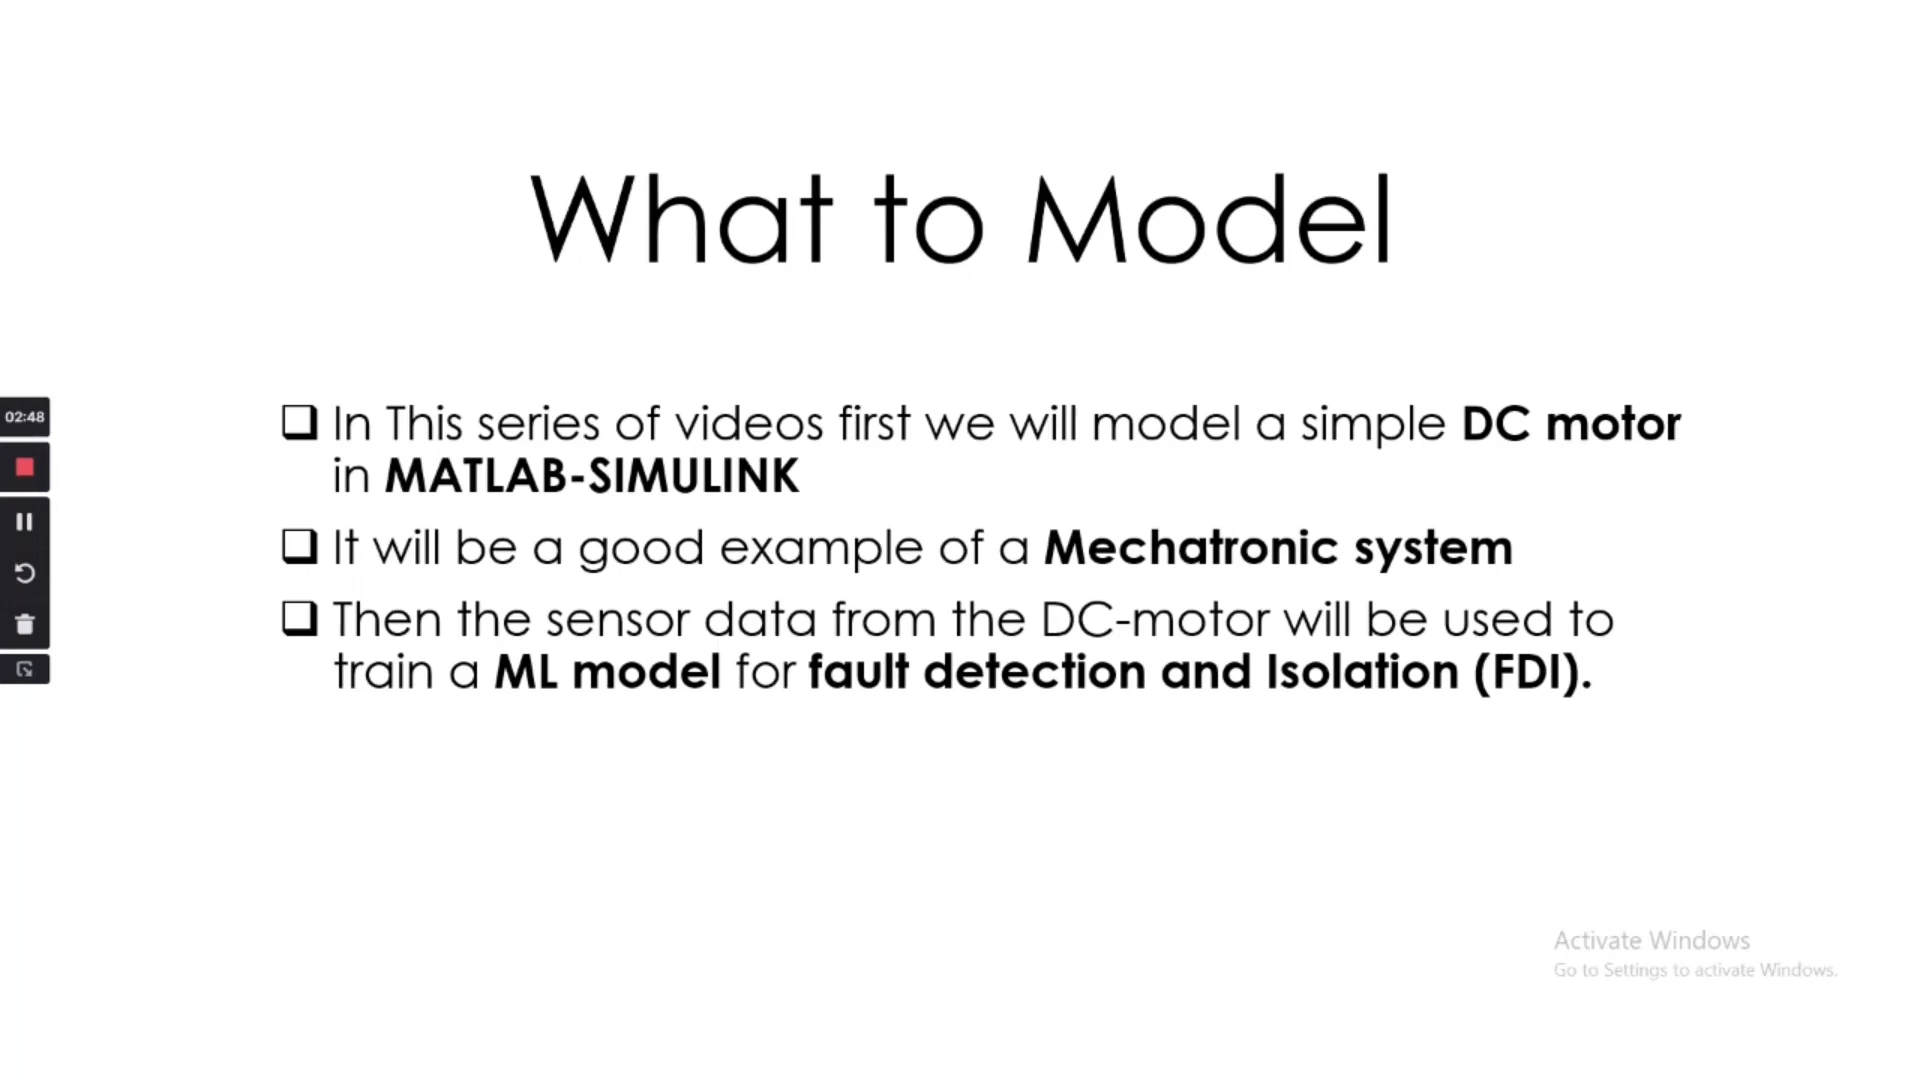 What to Model
02:48
In This series of videos first we will model a simple DC motor
in MATLAB-SIMULINK
It will be a good example of a Mechatronic system
Then the sensor data from the DC-motor will be used to
train a ML model for fault detection and Isolation (FDI).
Activate Windows
Go to Settings to activate Windows.